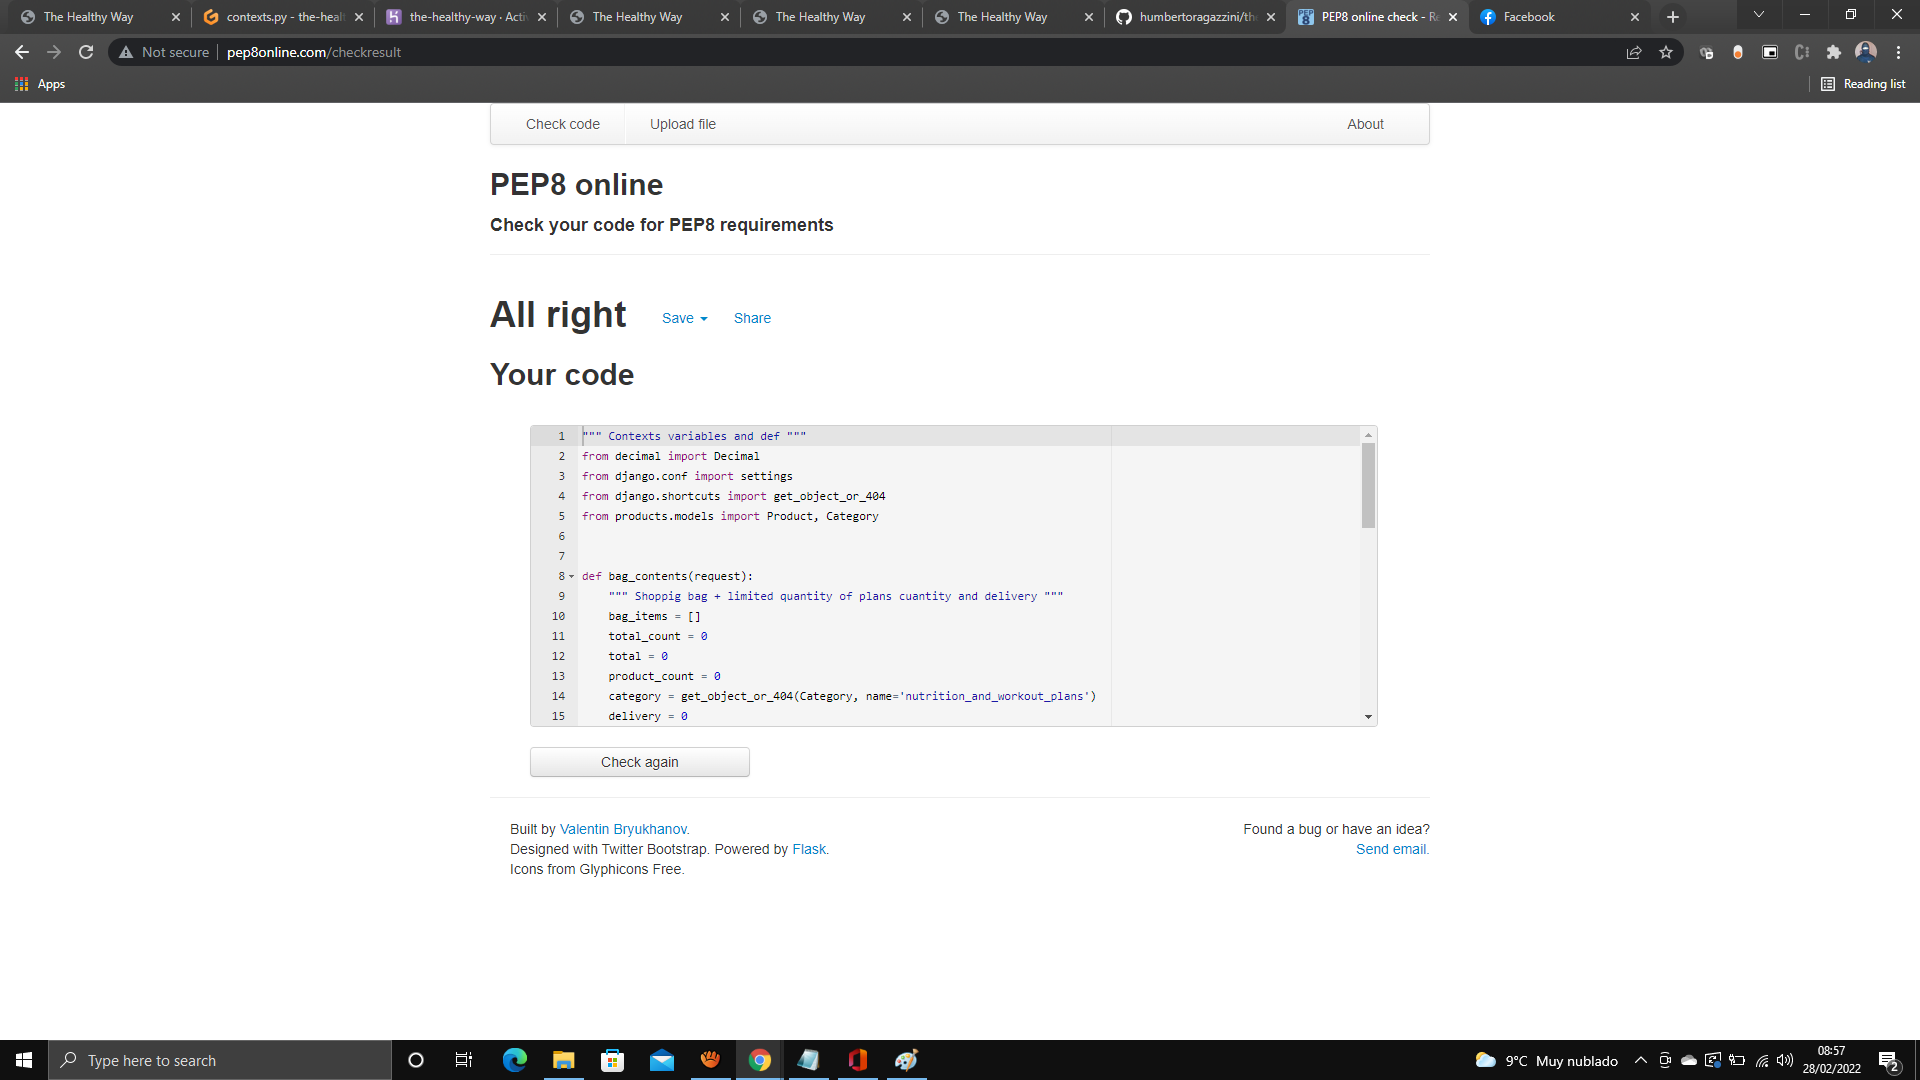 The Healthy Way
contexts.py - the-healt
the-healthy-way · Activ
The Healthy Way
The Healthy Way
The Healthy Way
humbertoragazzini/the
PEP8 online check - Re
Facebook
Not secure
pep8online.com/checkresult
Apps
Reading list
Check code
Upload file
About
PEP8 online
Check your code for PEP8 requirements
All right
Save
Share
Your code
1 """ Contexts variables and def """
2 from decimal import Decimal
3 from django.conf import settings
4 from django.shortcuts import get_object_or_404
5 from products.models import Product, Category
6
7
8 def bag_contents(request):
9 """ Shoppig bag + limited quantity of plans cuantity and delivery """
10 bag_items = []
11 total_count = 0
12 total = 0
13 product_count = 0
14 category = get_object_or_404(Category, name='nutrition_and_workout_plans')
15 delivery = 0
Check again
Built by Valentin Bryukhanov.
Designed with Twitter Bootstrap. Powered by Flask.
Icons from Glyphicons Free.
Found a bug or have an idea?
Send email.
Type here to search
9°C Muy nublado
08:57
28/02/2022
2